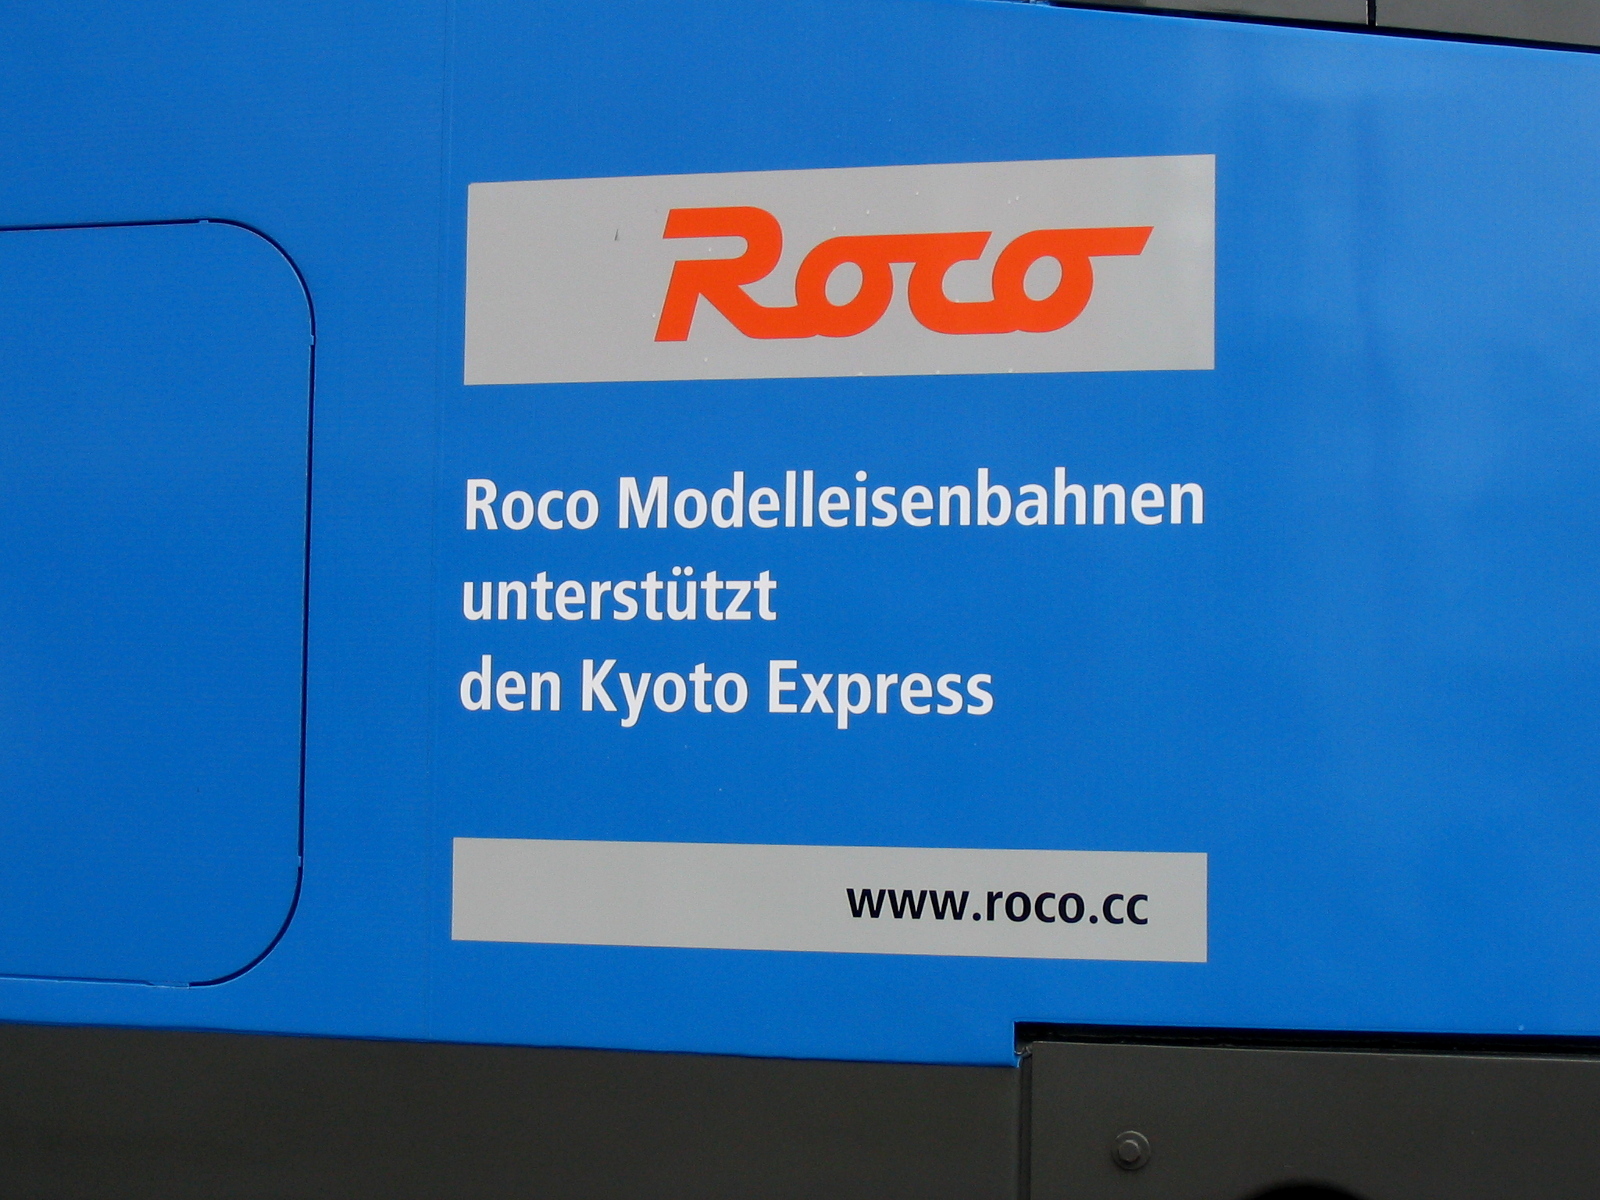 Roco
Roco Modelleisenbahnen
unterstützt
den Kyoto Express
www.roco.cc